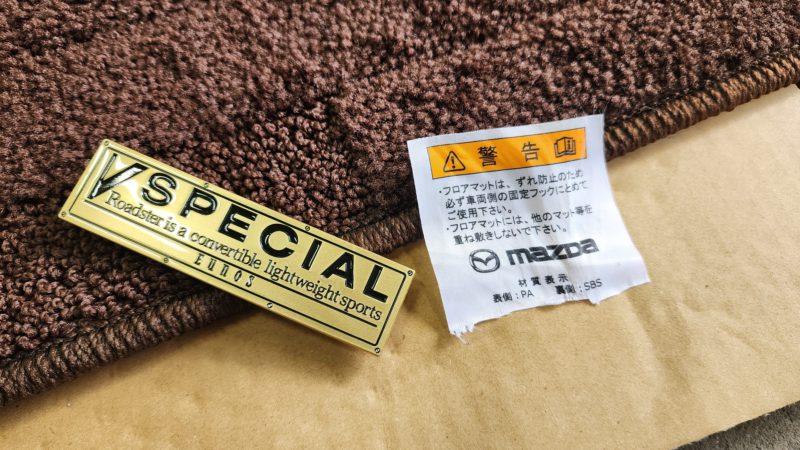 V SPECIAL
Roadster is a convertible lightweight sports
EUNOS
警告
・フロアマットは、ずれ防止のため
必ず車両側の固定フックにとめて
ご使用下さい。
・フロアマットには、他のマット等を
重ね敷きしないで下さい。
mazda
材質表示
表側:PA 裏側:SBS